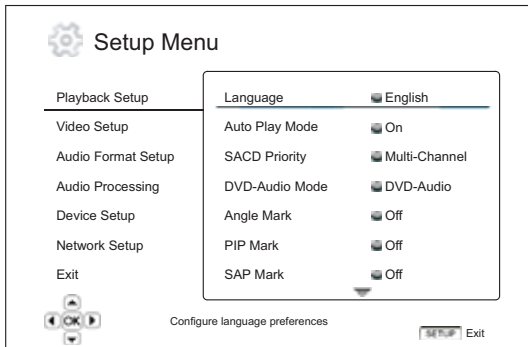 Setup Menu
Playback Setup
Video Setup
Audio Format Setup
Audio Processing
Device Setup
Network Setup
Exit
Language English
Auto Play Mode On
SACD Priority Multi-Channel
DVD-Audio Mode DVD-Audio
Angle Mark Off
PIP Mark Off
SAP Mark Off
OK
Configure language preferences
SETUP Exit